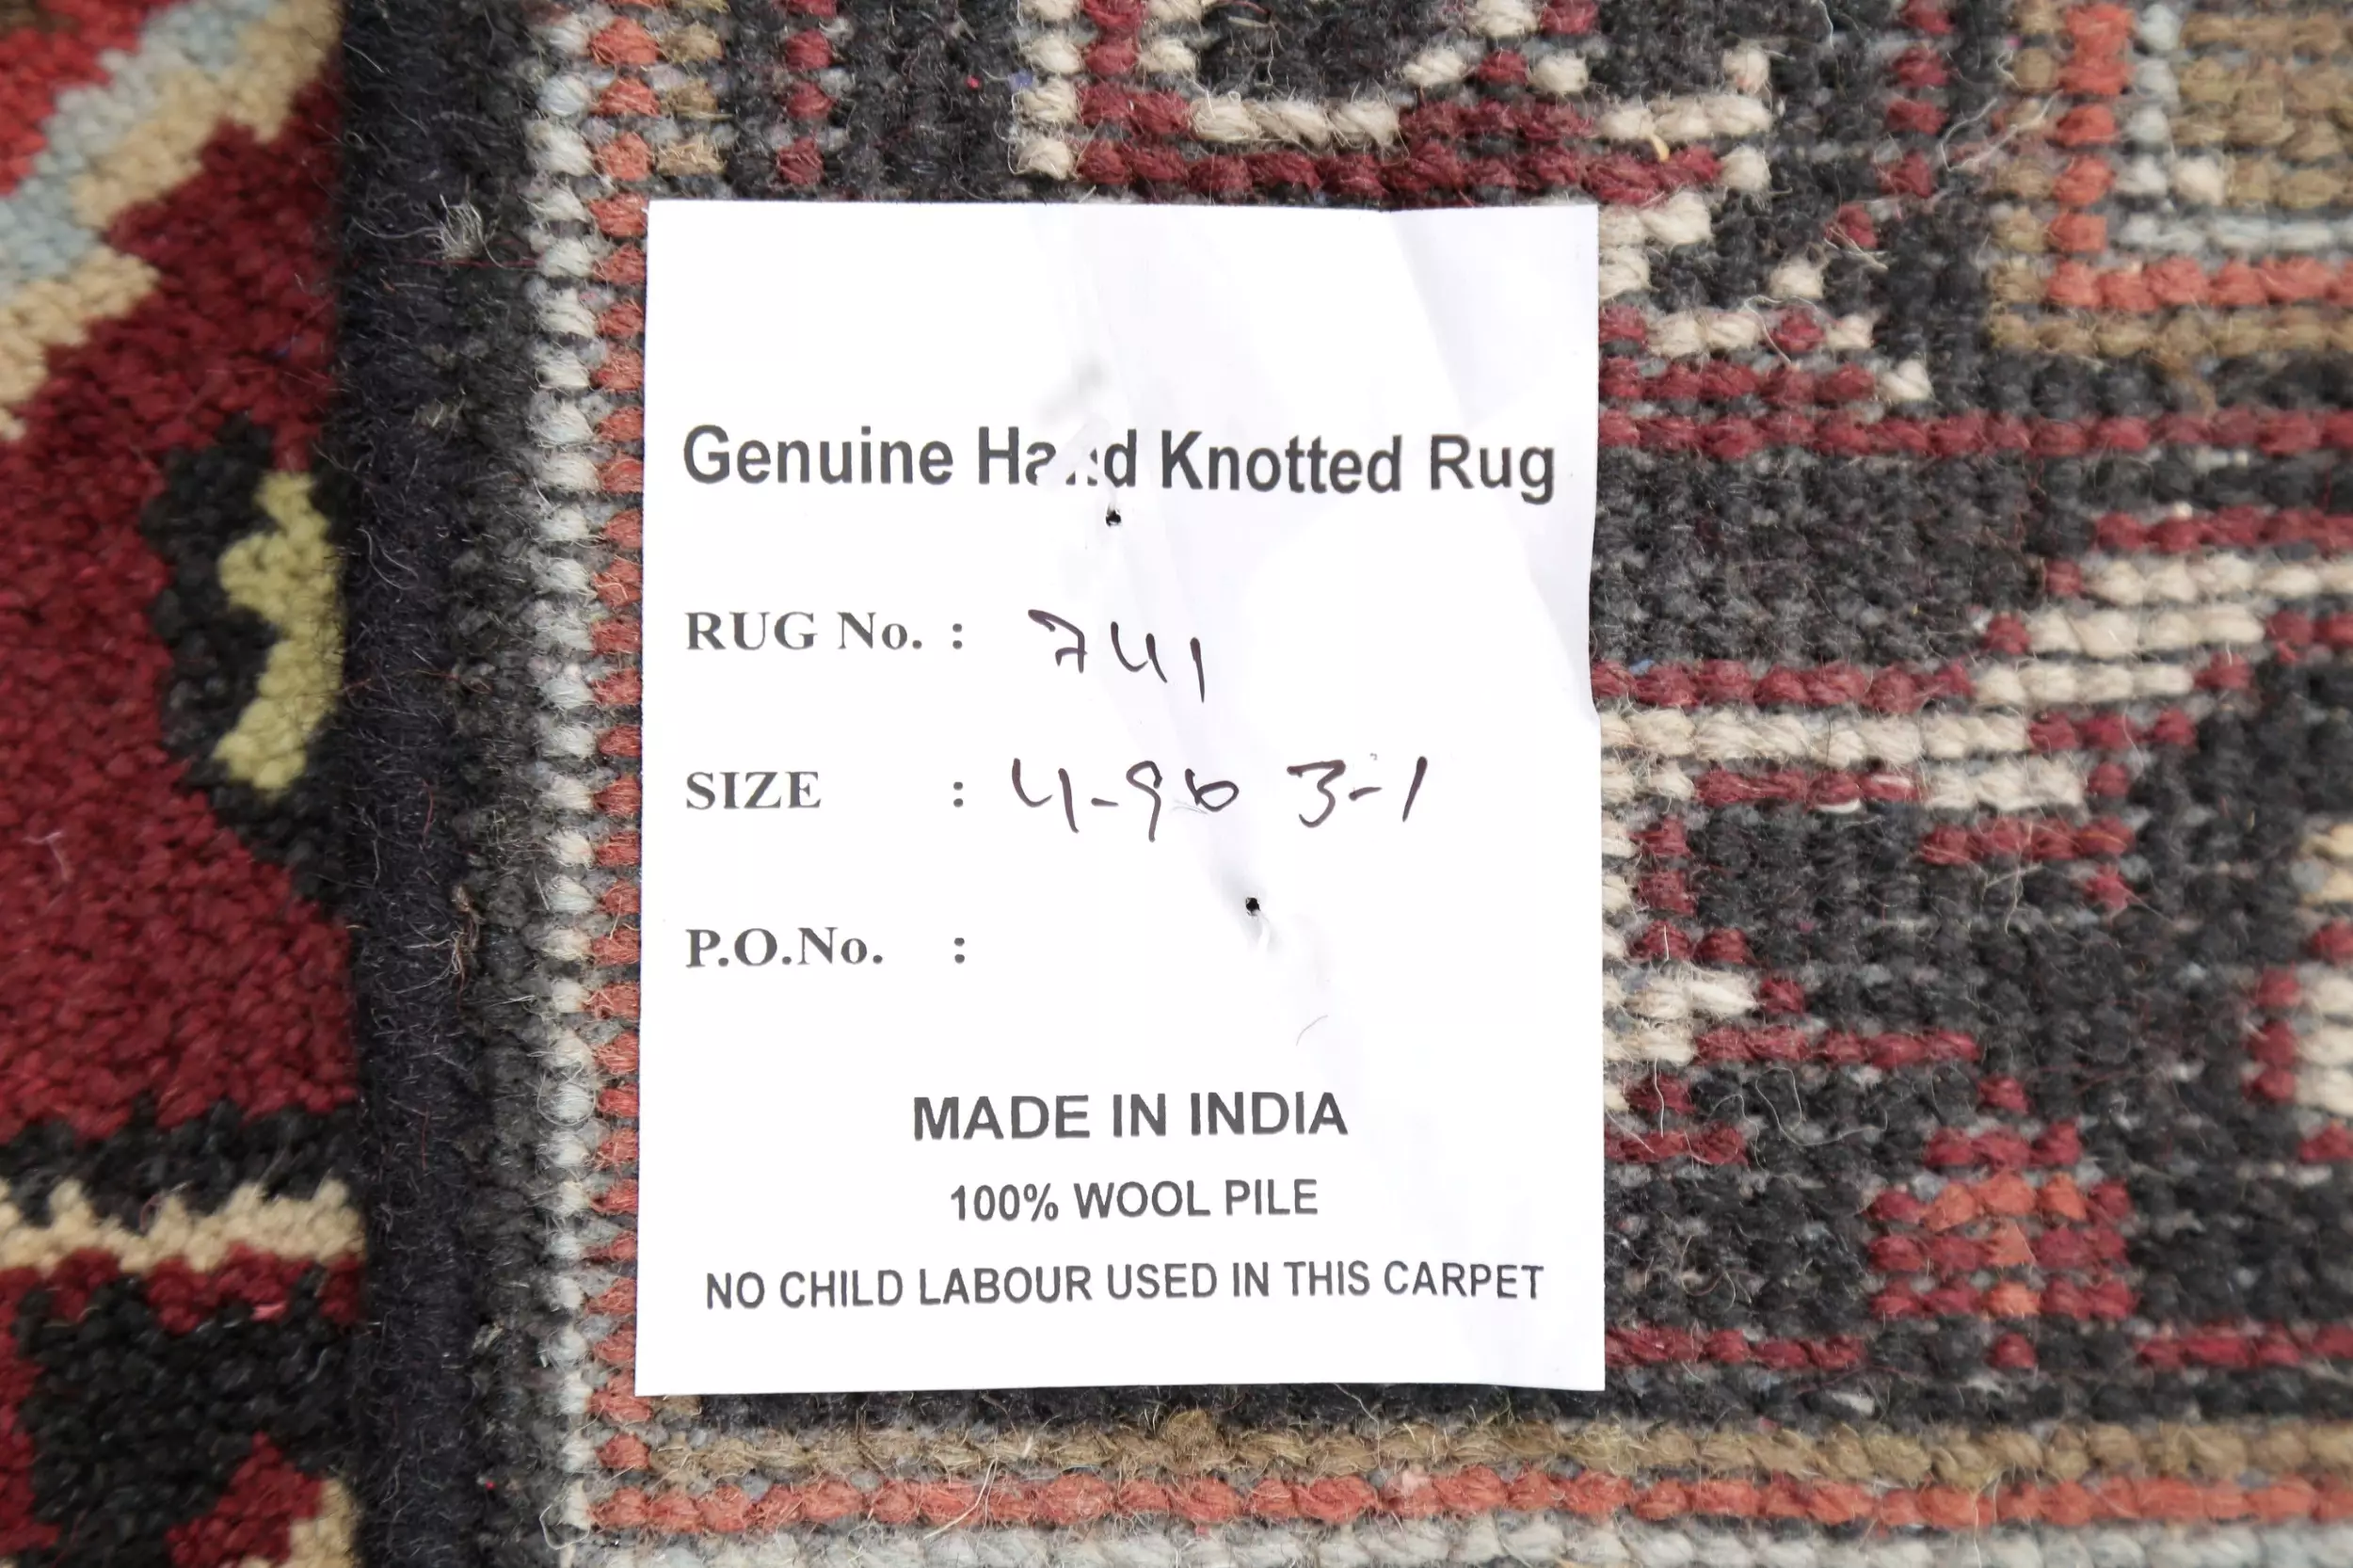 Genuine Hand Knotted Rug
RUG No. : 741
SIZE : 4-9 3-1
P.O.No. :
MADE IN INDIA
100% WOOL PILE
NO CHILD LABOUR USED IN THIS CARPET